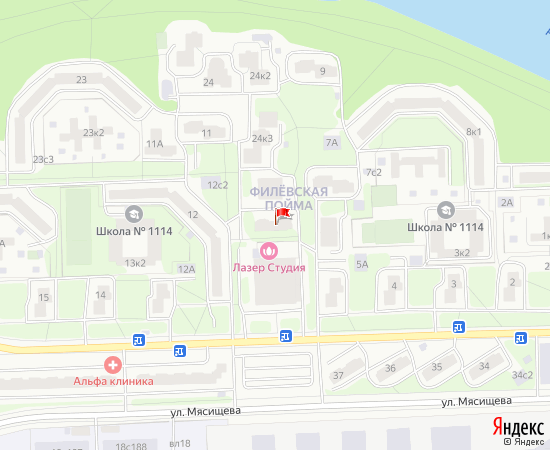 23
24
24к2
9
23к2
23с3
11А
11
24к3
7А
8к1
7с2
12с2
ФИЛЁВСКАЯ
ПОЙМА
2А
12
Школа № 1114
Школа № 1114
13к2
12А
Лазер Студия
5А
3к2
15
14
4
3
2
37
36
35
34
34с2
Альфа клиника
ул. Мясищева
ул. Мясищева
18с188
вл18
Яндекс